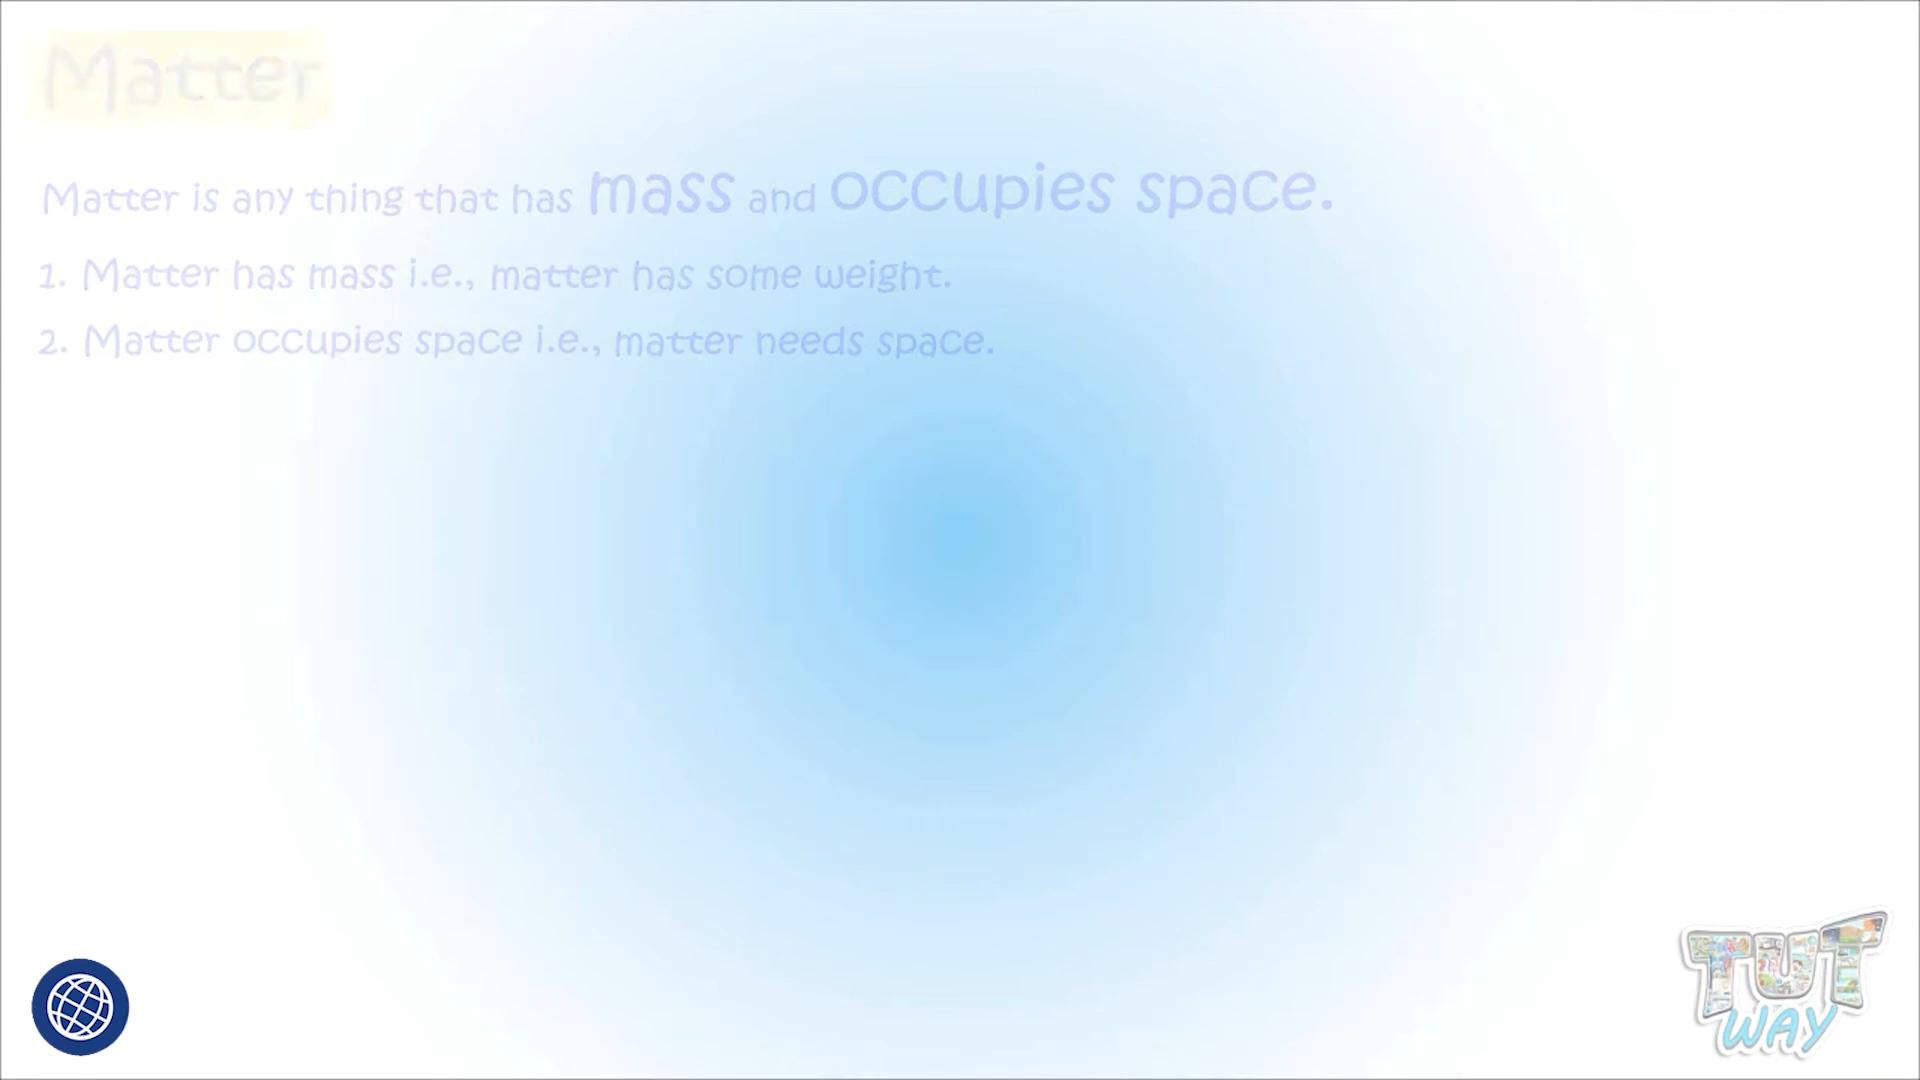 Matter
Matter is any thing that has mass and occupies space.
1. Matter has mass i.e., matter has some weight.
2. Matter occupies space i.e., matter needs space.
TUT
WAY